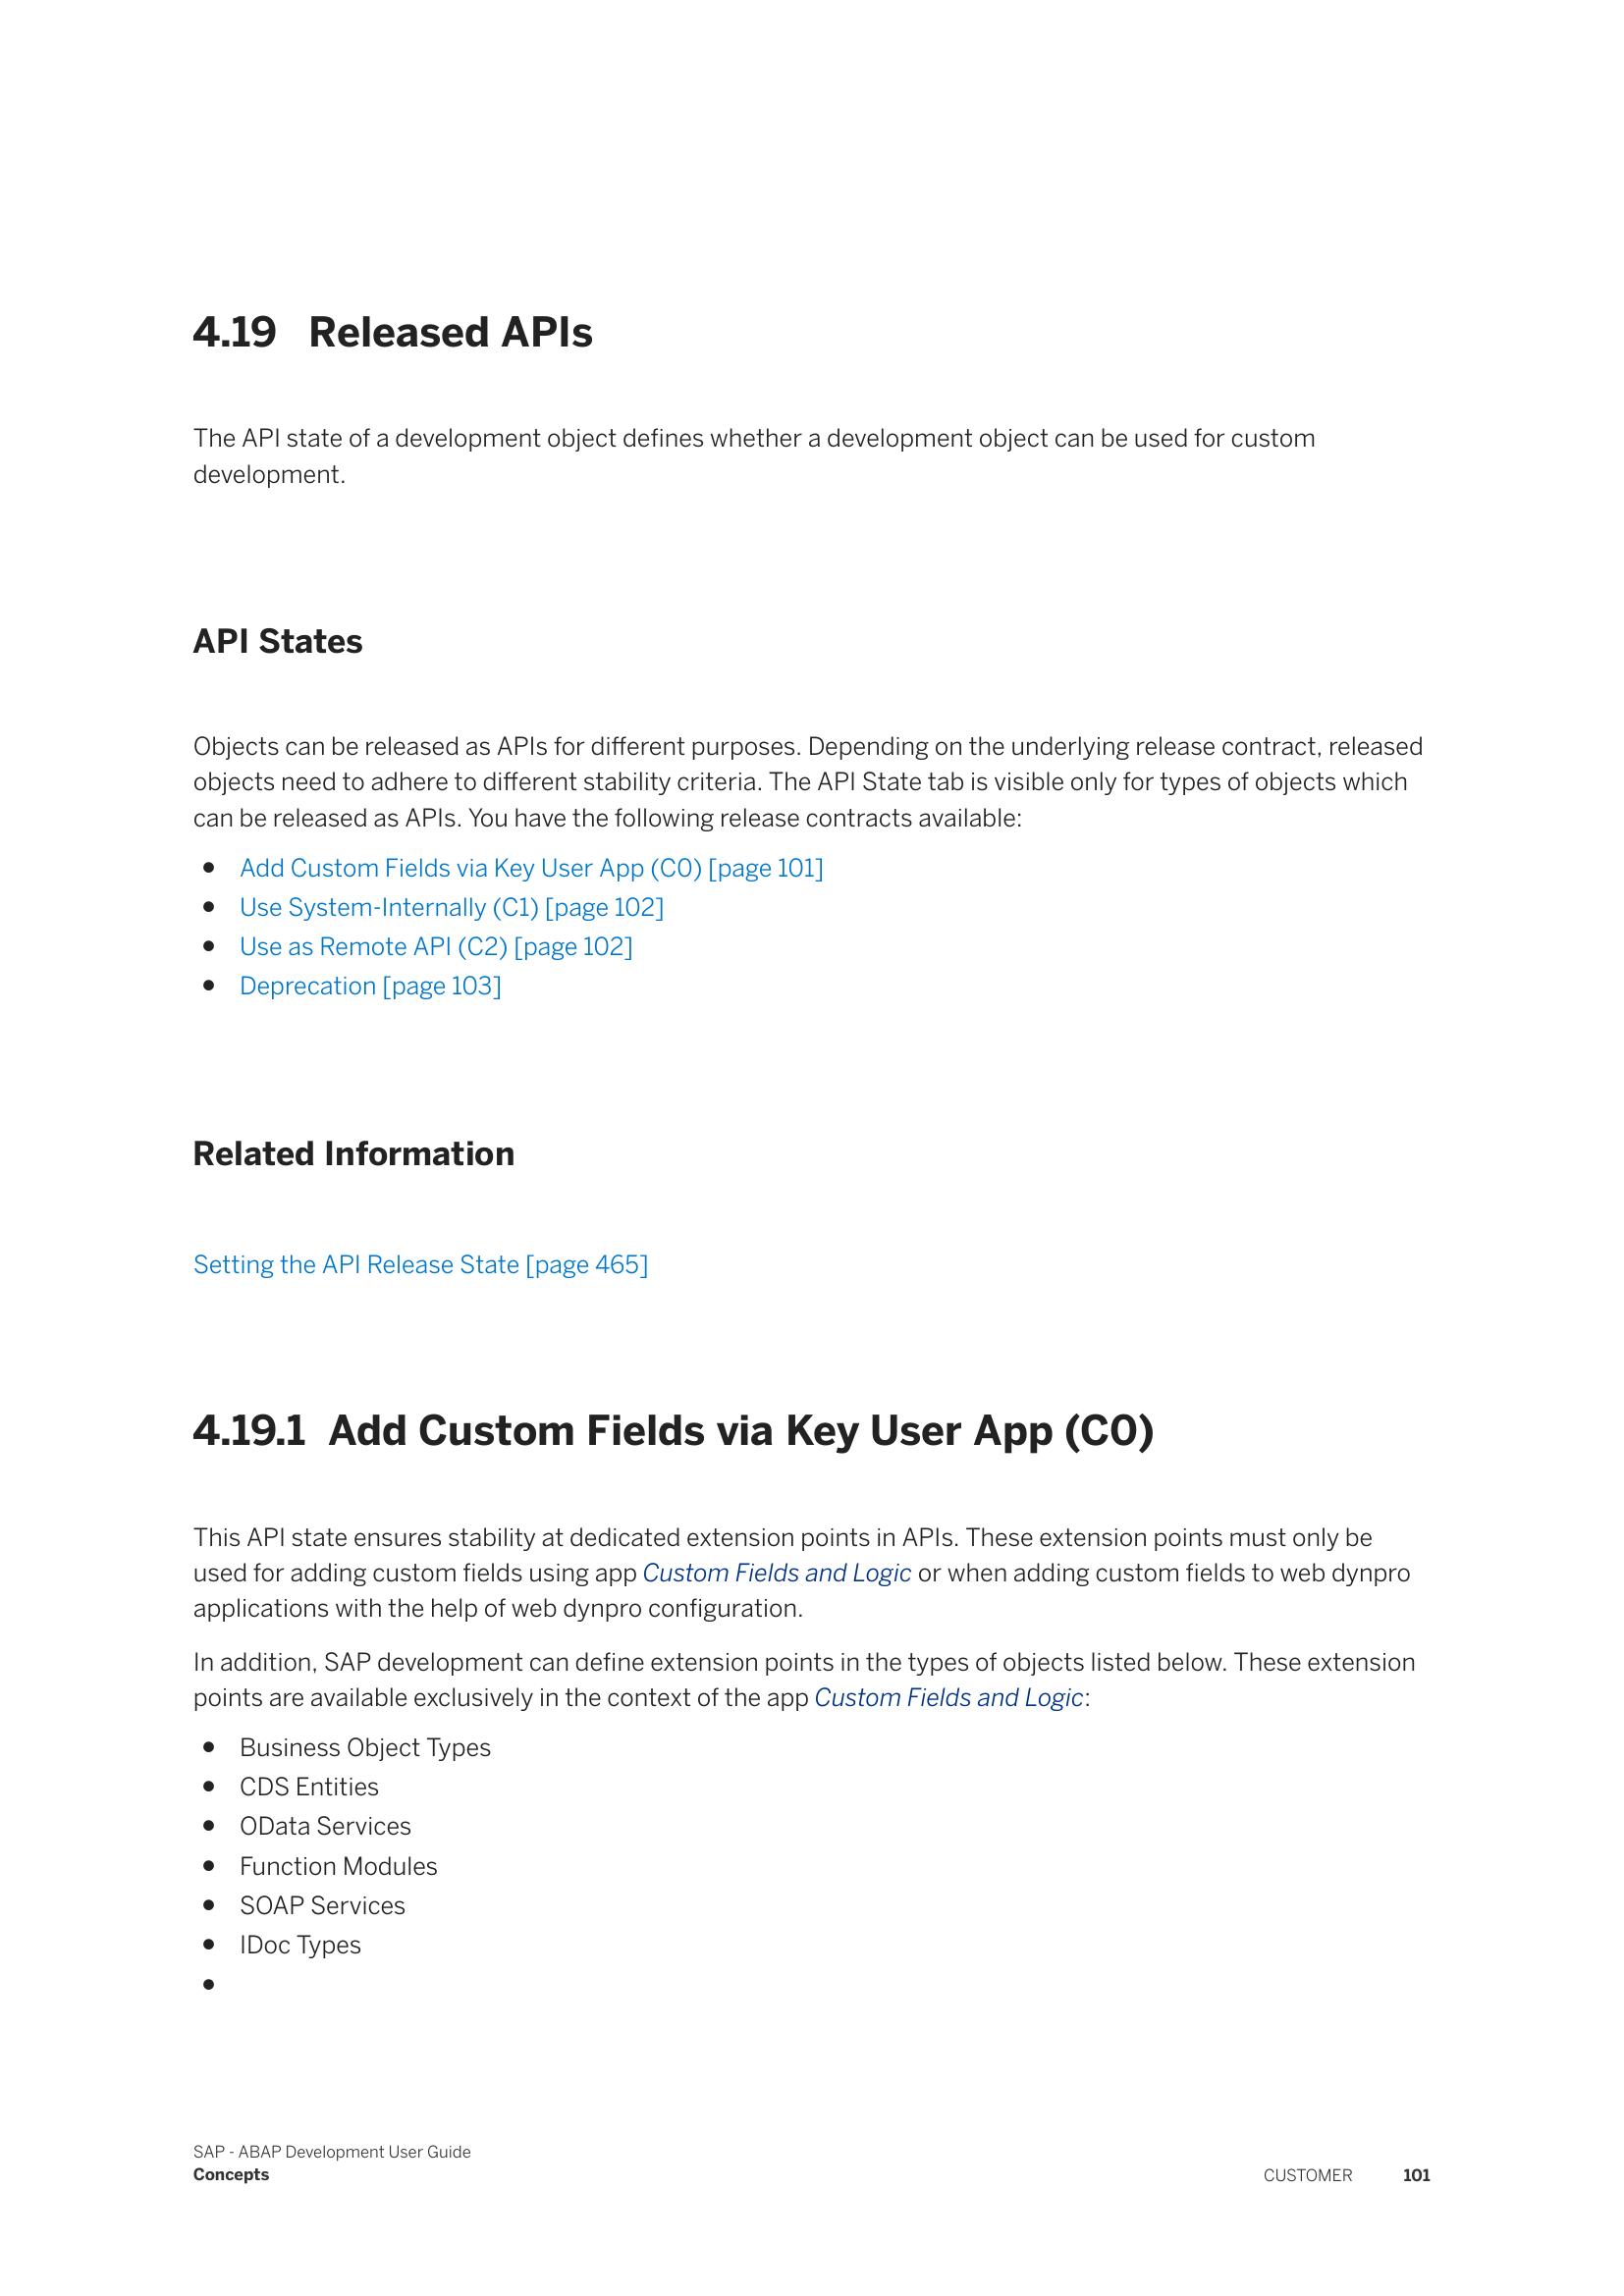 4.19 Released APIs
The API state of a development object defines whether a development object can be used for custom
development.
API States
Objects can be released as APIs for different purposes. Depending on the underlying release contract, released
objects need to adhere to different stability criteria. The API State tab is visible only for types of objects which
can be released as APIs. You have the following release contracts available:
● Add Custom Fields via Key User App (C0) [page 101]
● Use System-Internally (C1) [page 102]
● Use as Remote API (C2) [page 102]
● Deprecation [page 103]
Related Information
Setting the API Release State [page 465]
4.19.1 Add Custom Fields via Key User App (C0)
This API state ensures stability at dedicated extension points in APIs. These extension points must only be
used for adding custom fields using app Custom Fields and Logic or when adding custom fields to web dynpro
applications with the help of web dynpro configuration.
In addition, SAP development can define extension points in the types of objects listed below. These extension
points are available exclusively in the context of the app Custom Fields and Logic:
● Business Object Types
● CDS Entities
● OData Services
● Function Modules
● SOAP Services
● IDoc Types
●
SAP - ABAP Development User Guide
Concepts
CUSTOMER 101